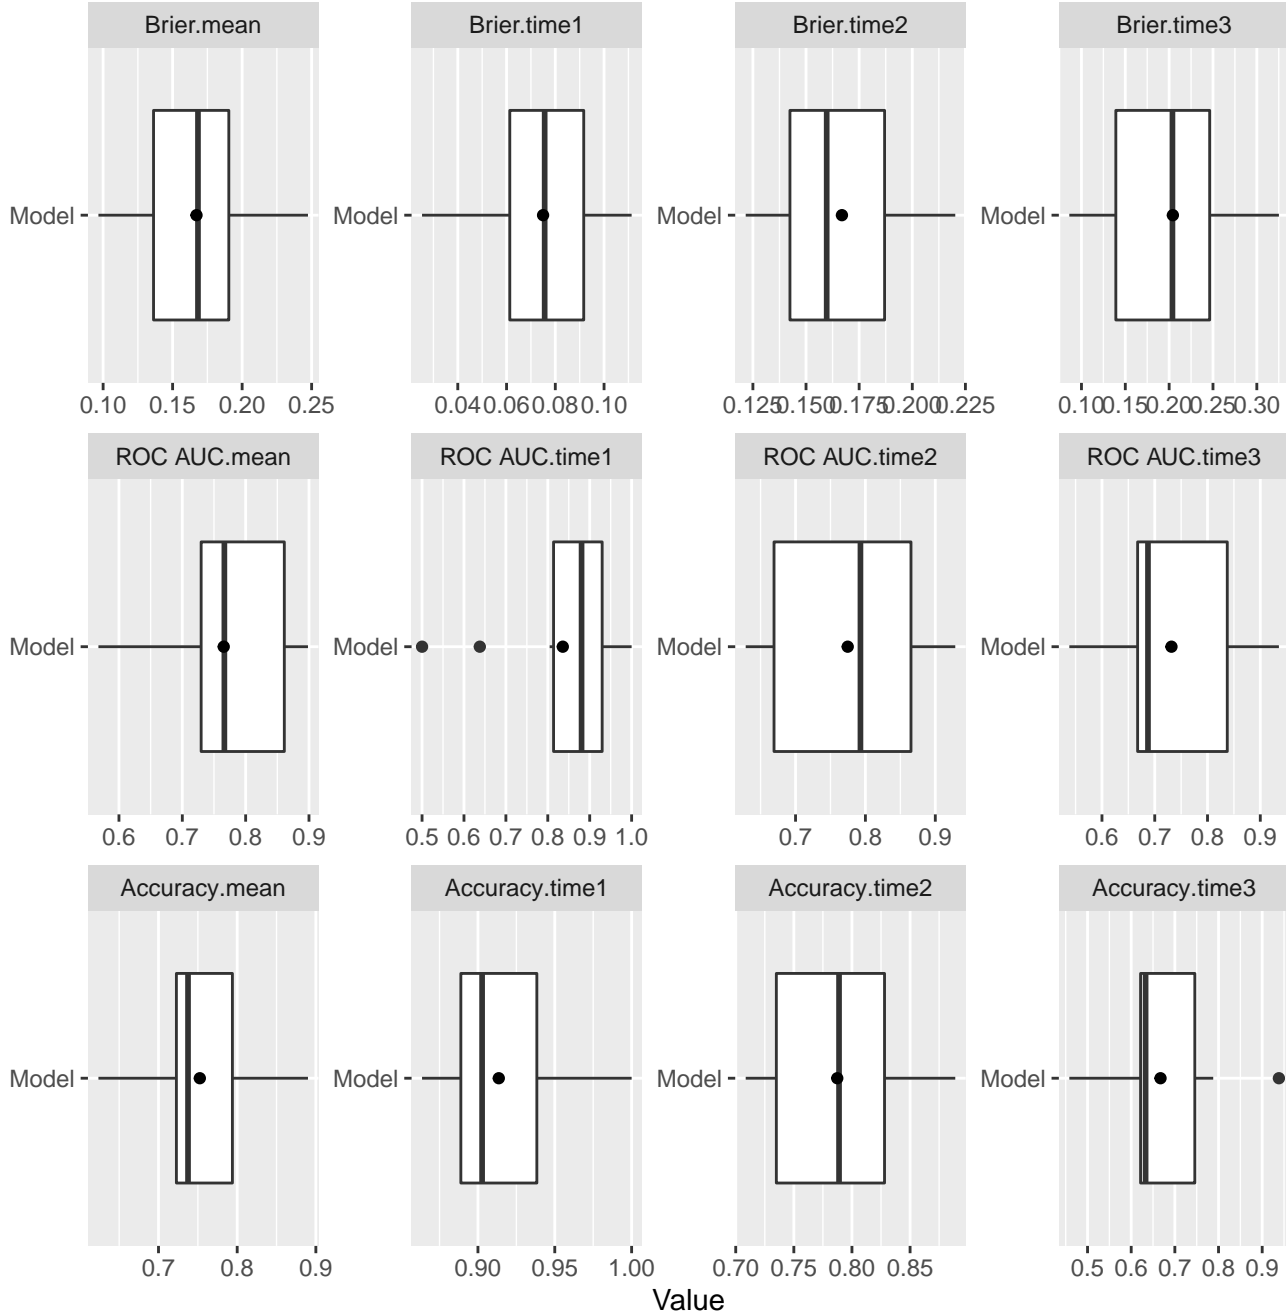 Brier.mean Brier.time1 Brier.time2 Brier.time3
Model Model Model Model
0.10 0.15 0.20 0.25 0.04 0.06 0.08 0.10 0.125 0.150 0.175 0.200 0.225 0.10 0.15 0.20 0.25 0.30
ROC AUC.mean ROC AUC.time1 ROC AUC.time2 ROC AUC.time3
Model Model Model Model
0.6 0.7 0.8 0.9 0.5 0.6 0.7 0.8 0.9 1.0 0.7 0.8 0.9 0.6 0.7 0.8 0.9
Accuracy.mean Accuracy.time1 Accuracy.time2 Accuracy.time3
Model Model Model Model
0.7 0.8 0.9 0.90 0.95 1.00 0.70 0.75 0.80 0.85 0.5 0.6 0.7 0.8 0.9
Value